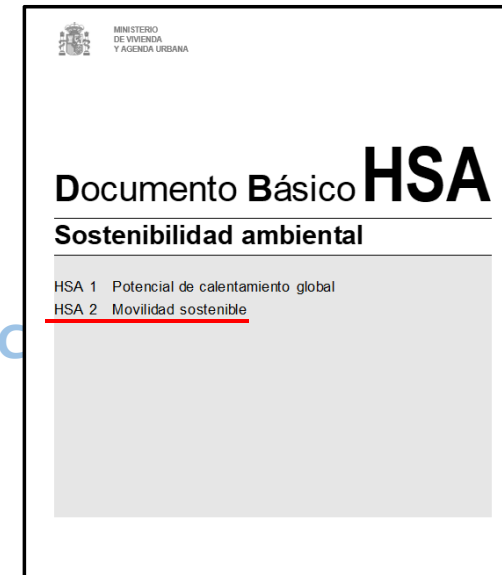 MINISTERIO
DE VIVIENDA
Y AGENDA URBANA
Documento Básico HSA
Sostenibilidad ambiental
HSA 1 Potencial de calentamiento global
HSA 2 Movilidad sostenible